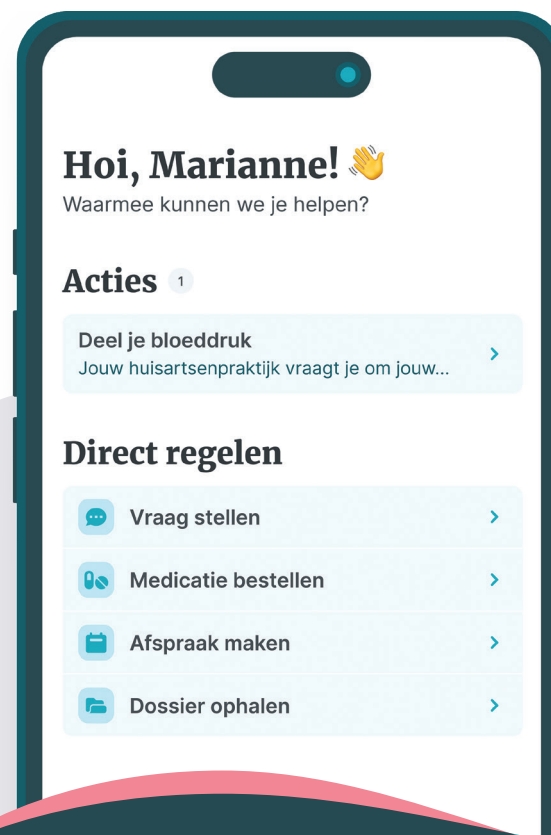 Hoi, Marianne! 👋
Waarmee kunnen we je helpen?
Acties 1
Deel je bloeddruk
Jouw huisartsenpraktijk vraagt je om jouw...
Direct regelen
Vraag stellen
Medicatie bestellen
Afspraak maken
Dossier ophalen